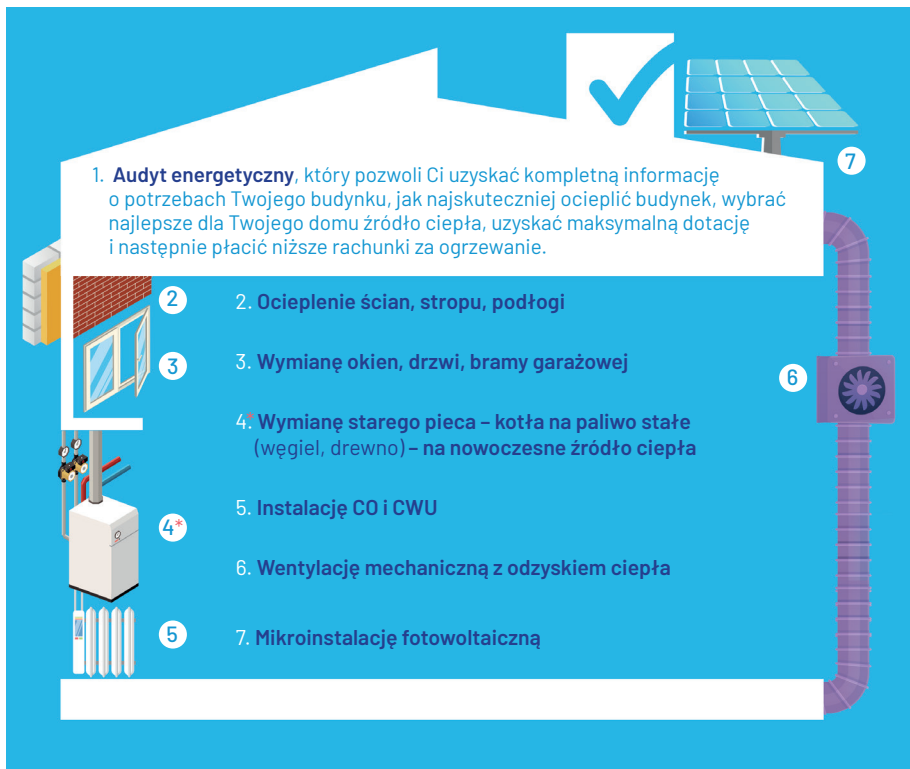 1. Audyt energetyczny, który pozwoli Ci uzyskać kompletną informację
o potrzebach Twojego budynku, jak najskuteczniej ocieplić budynek, wybrać
najlepsze dla Twojego domu źródło ciepła, uzyskać maksymalną dotację
i następnie płacić niższe rachunki za ogrzewanie.
7
2
2. Ocieplenie ścian, stropu, podłogi
3
3. Wymianę okien, drzwi, bramy garażowej
6
4.* Wymianę starego pieca – kotła na paliwo stałe
(węgiel, drewno) – na nowoczesne źródło ciepła
4*
5. Instalację CO i CWU
6. Wentylację mechaniczną z odzyskiem ciepła
5
7. Mikroinstalację fotowoltaiczną